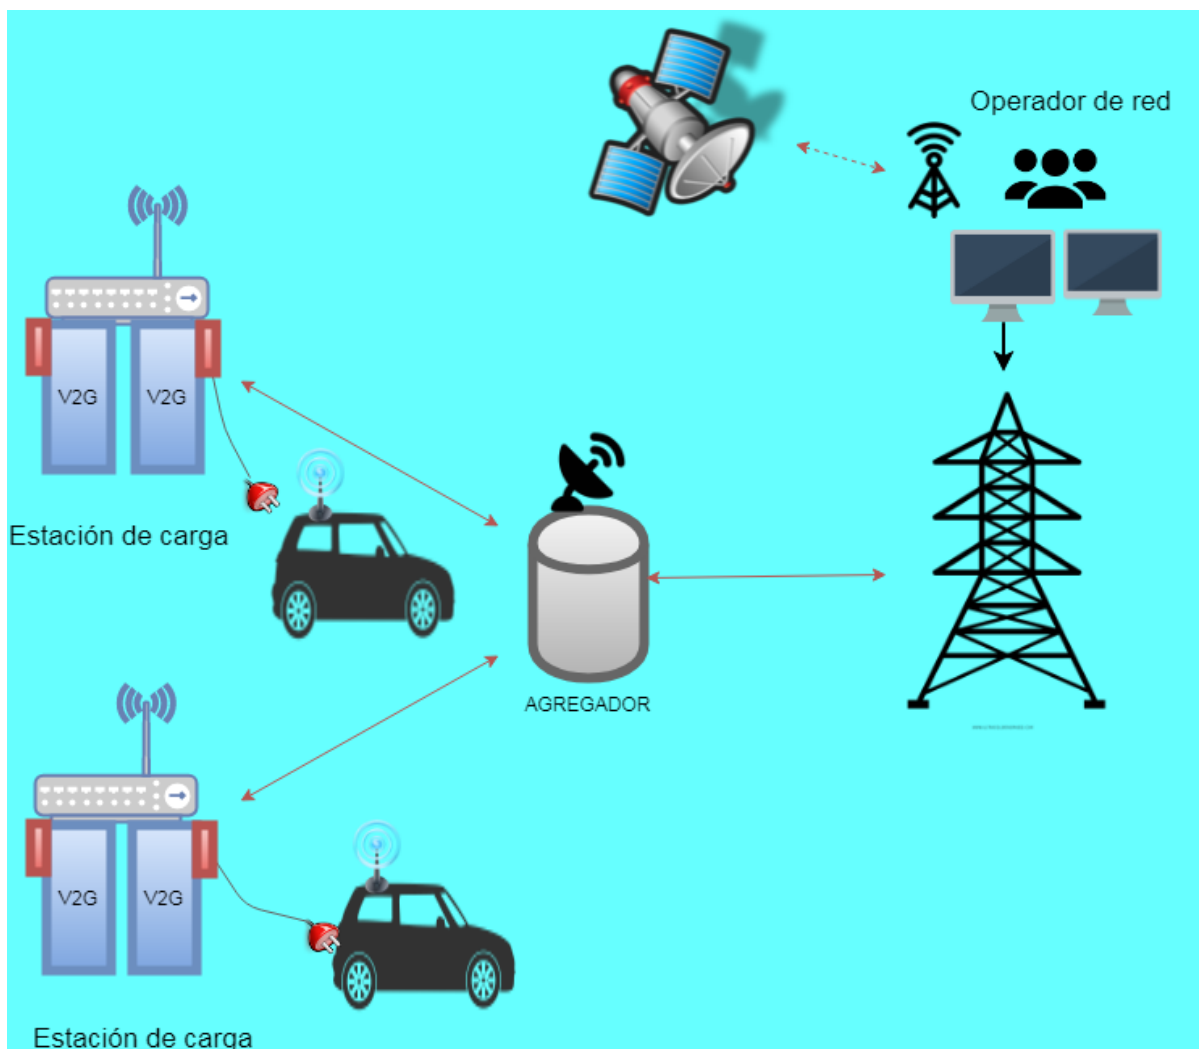 Operador de red
V2G V2G
Estación de carga
AGREGADOR
V2G V2G
Estación de carga